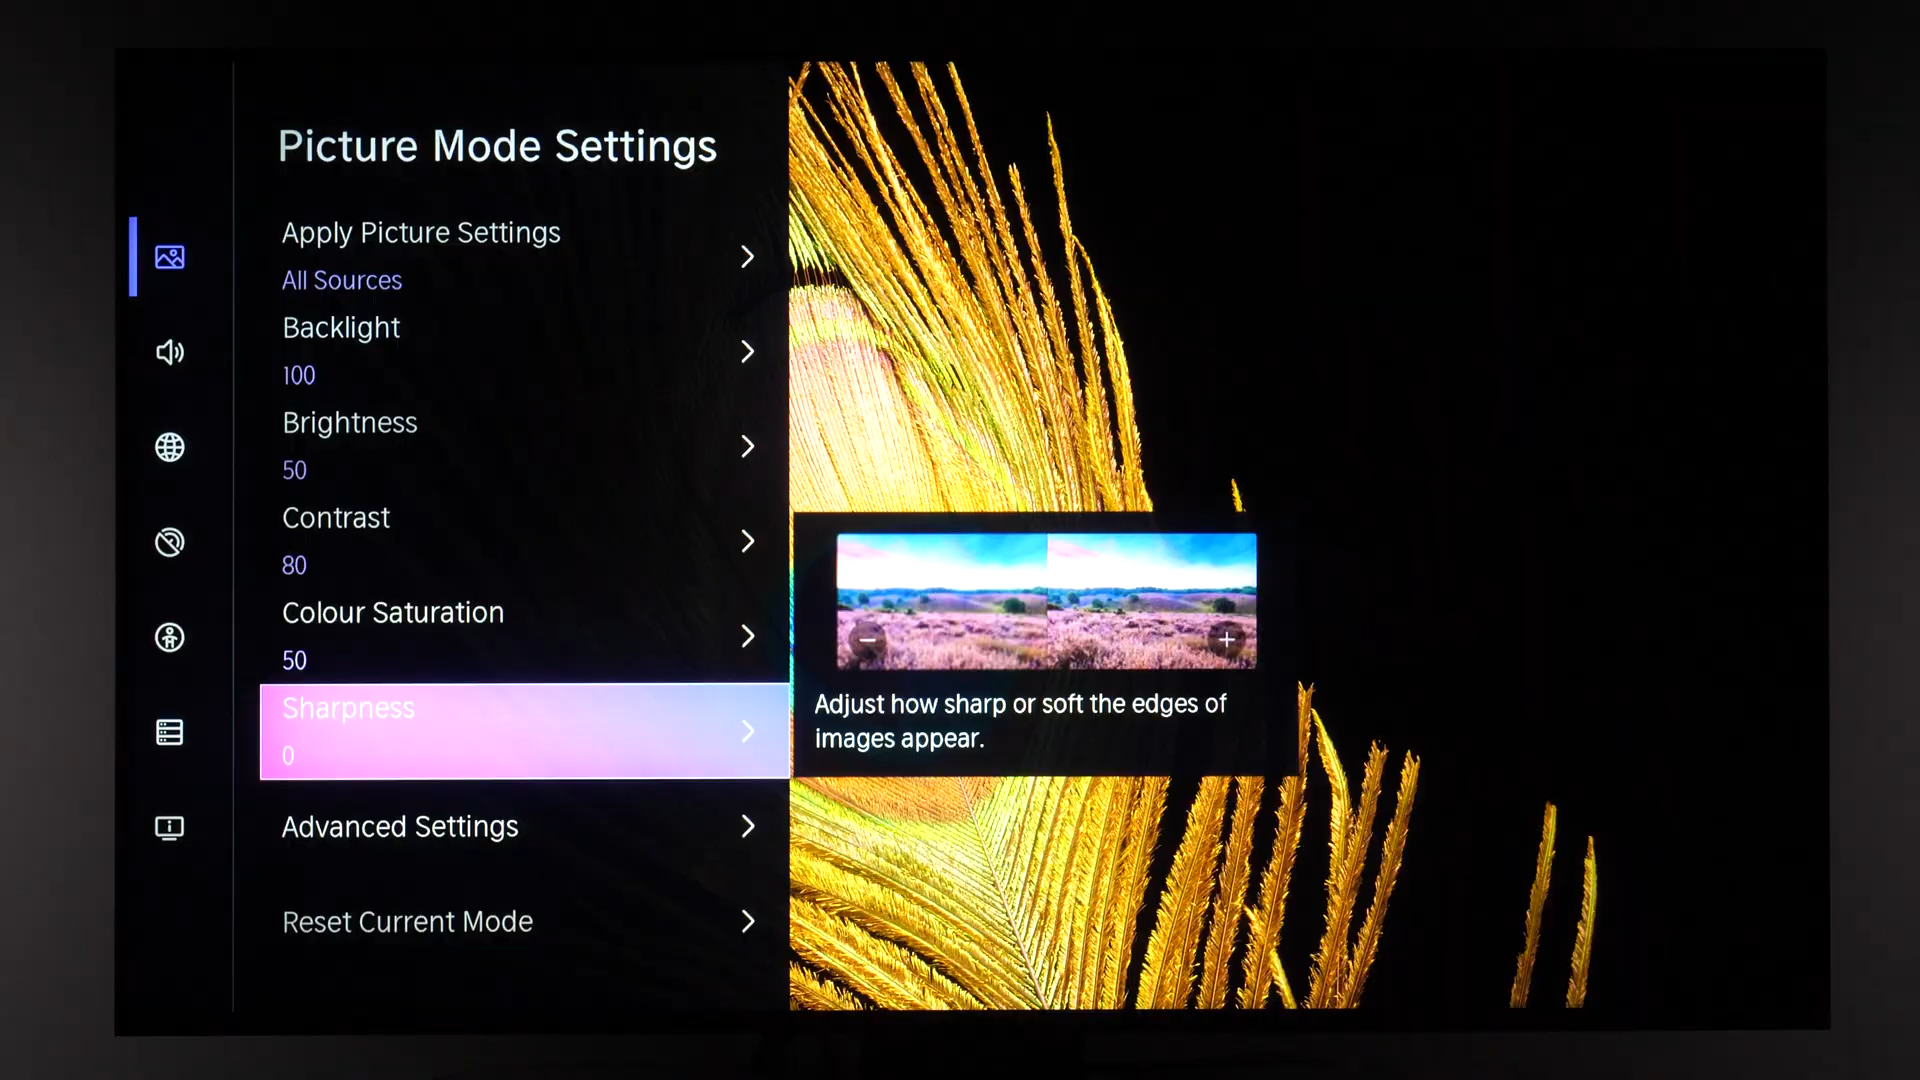 Picture Mode Settings
Apply Picture Settings
All Sources
Backlight
100
Brightness
50
Contrast
80
Colour Saturation
50
Sharpness
0
Adjust how sharp or soft the edges of
images appear.
Advanced Settings
Reset Current Mode